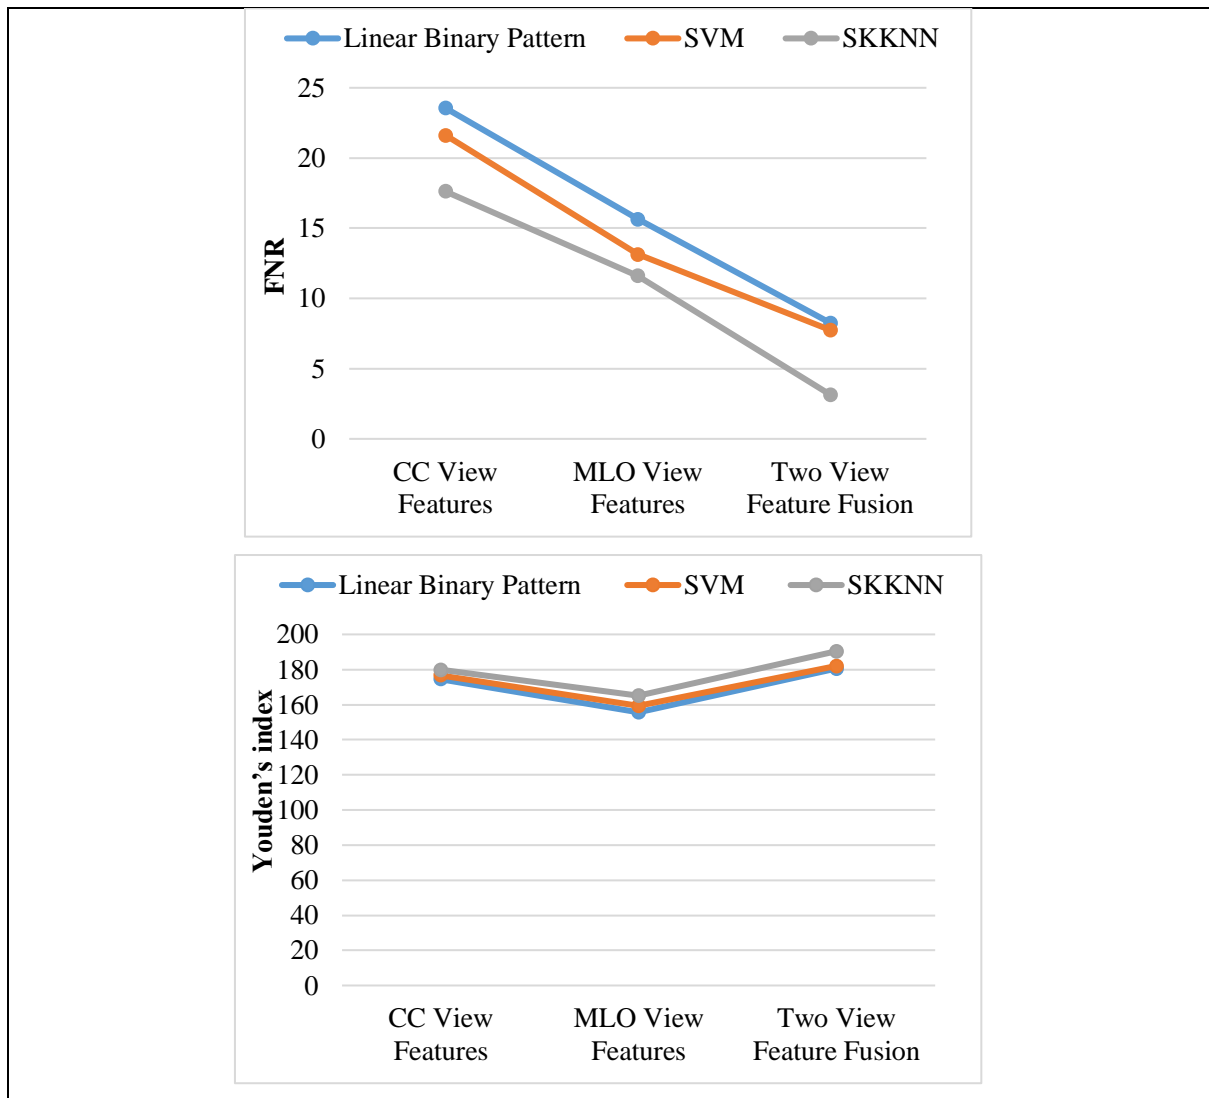 Linear Binary Pattern SVM SKKNN
25
20
15
10
5
0
FNR
CC View Features
MLO View Features
Two View Feature Fusion
Linear Binary Pattern SVM SKKNN
200
180
160
140
120
100
80
60
40
20
0
Youden's index
CC View Features
MLO View Features
Two View Feature Fusion